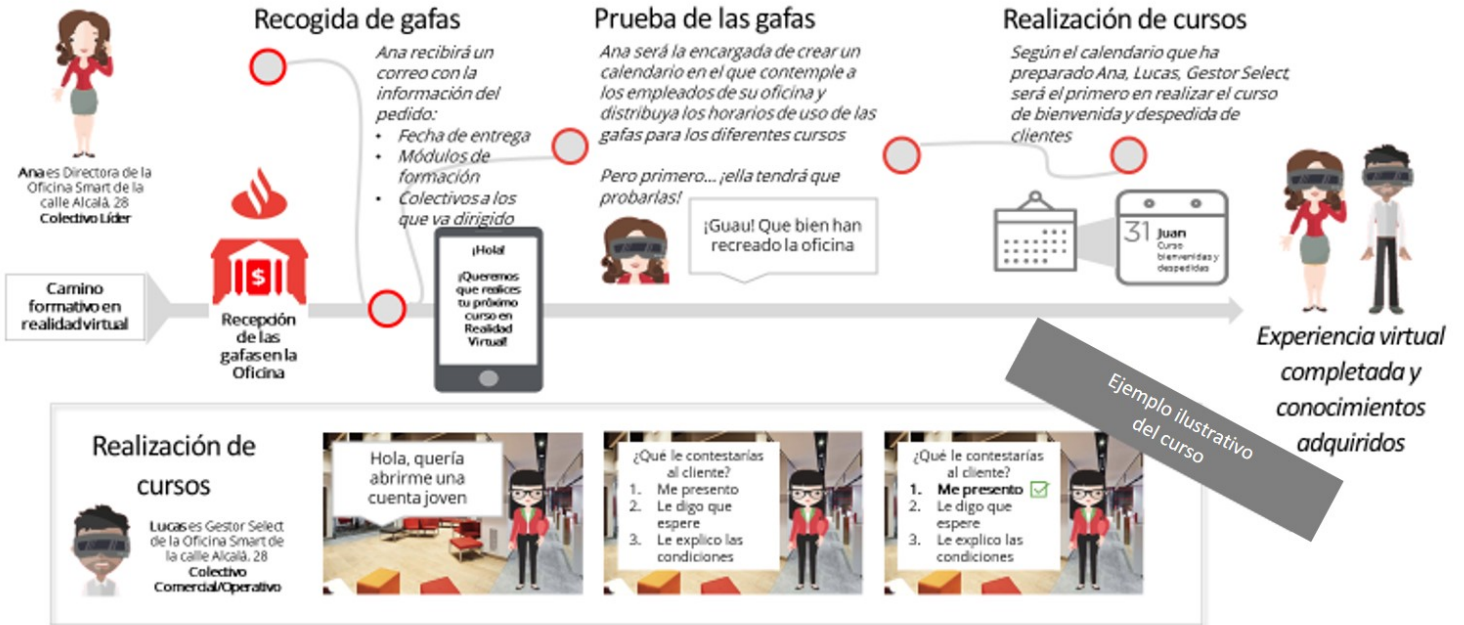 Recogida de gafas
Ana recibirá un
correo con la
información del
pedido:
• Fecha de entrega
• Módulos de
formación
• Colectivos a los
que va dirigido
Prueba de las gafas
Ana será la encargada de crear un
calendario en el que contemple a
los empleados de su oficina y
distribuya los horarios de uso de las
gafas para los diferentes cursos
Pero primero... ¡ella tendrá que
probarlas!
¡Guau! Que bien han
recreado la oficina
Realización de cursos
Según el calendario que ha
preparado Ana, Lucas, Gestor Select,
será el primero en realizar el curso
de bienvenida y despedida de
clientes
31 Juan
Curso
bienvenidas y
despedidas
Ana es Directora de la
Oficina Smart de la
calle Alcalá, 28
Colectivo Líder
Camino
formativo en
realidad virtual
$
Recepción
de las
gafas en la
Oficina
¡Hola!
¡Queremos
que realices
tu próximo
curso en
Realidad
Virtual!
Experiencia virtual
completada y
conocimientos
adquiridos
Ejemplo ilustrativo
del curso
Realización de
cursos
Lucas es Gestor Select
de la Oficina Smart de
la calle Alcalá, 28
Colectivo
Comercial/Operativo
Hola, quería
abrirme una
cuenta joven
¿Qué le contestarías
al cliente?
1. Me presento
2. Le digo que
espere
3. Le explico las
condiciones
¿Qué le contestarías
al cliente?
1. Me presento
2. Le digo que
espere
3. Le explico las
condiciones